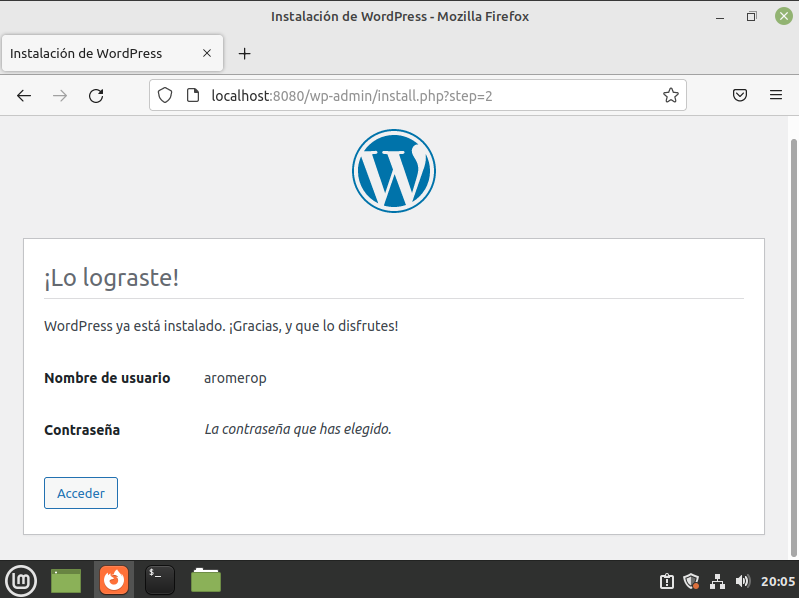 Instalación de WordPress - Mozilla Firefox
Instalación de WordPress
localhost:8080/wp-admin/install.php?step=2
W
¡Lo lograste!
WordPress ya está instalado. ¡Gracias, y que lo disfrutes!
Nombre de usuario aromerop
Contraseña La contraseña que has elegido.
Acceder
lm $_ 20:05